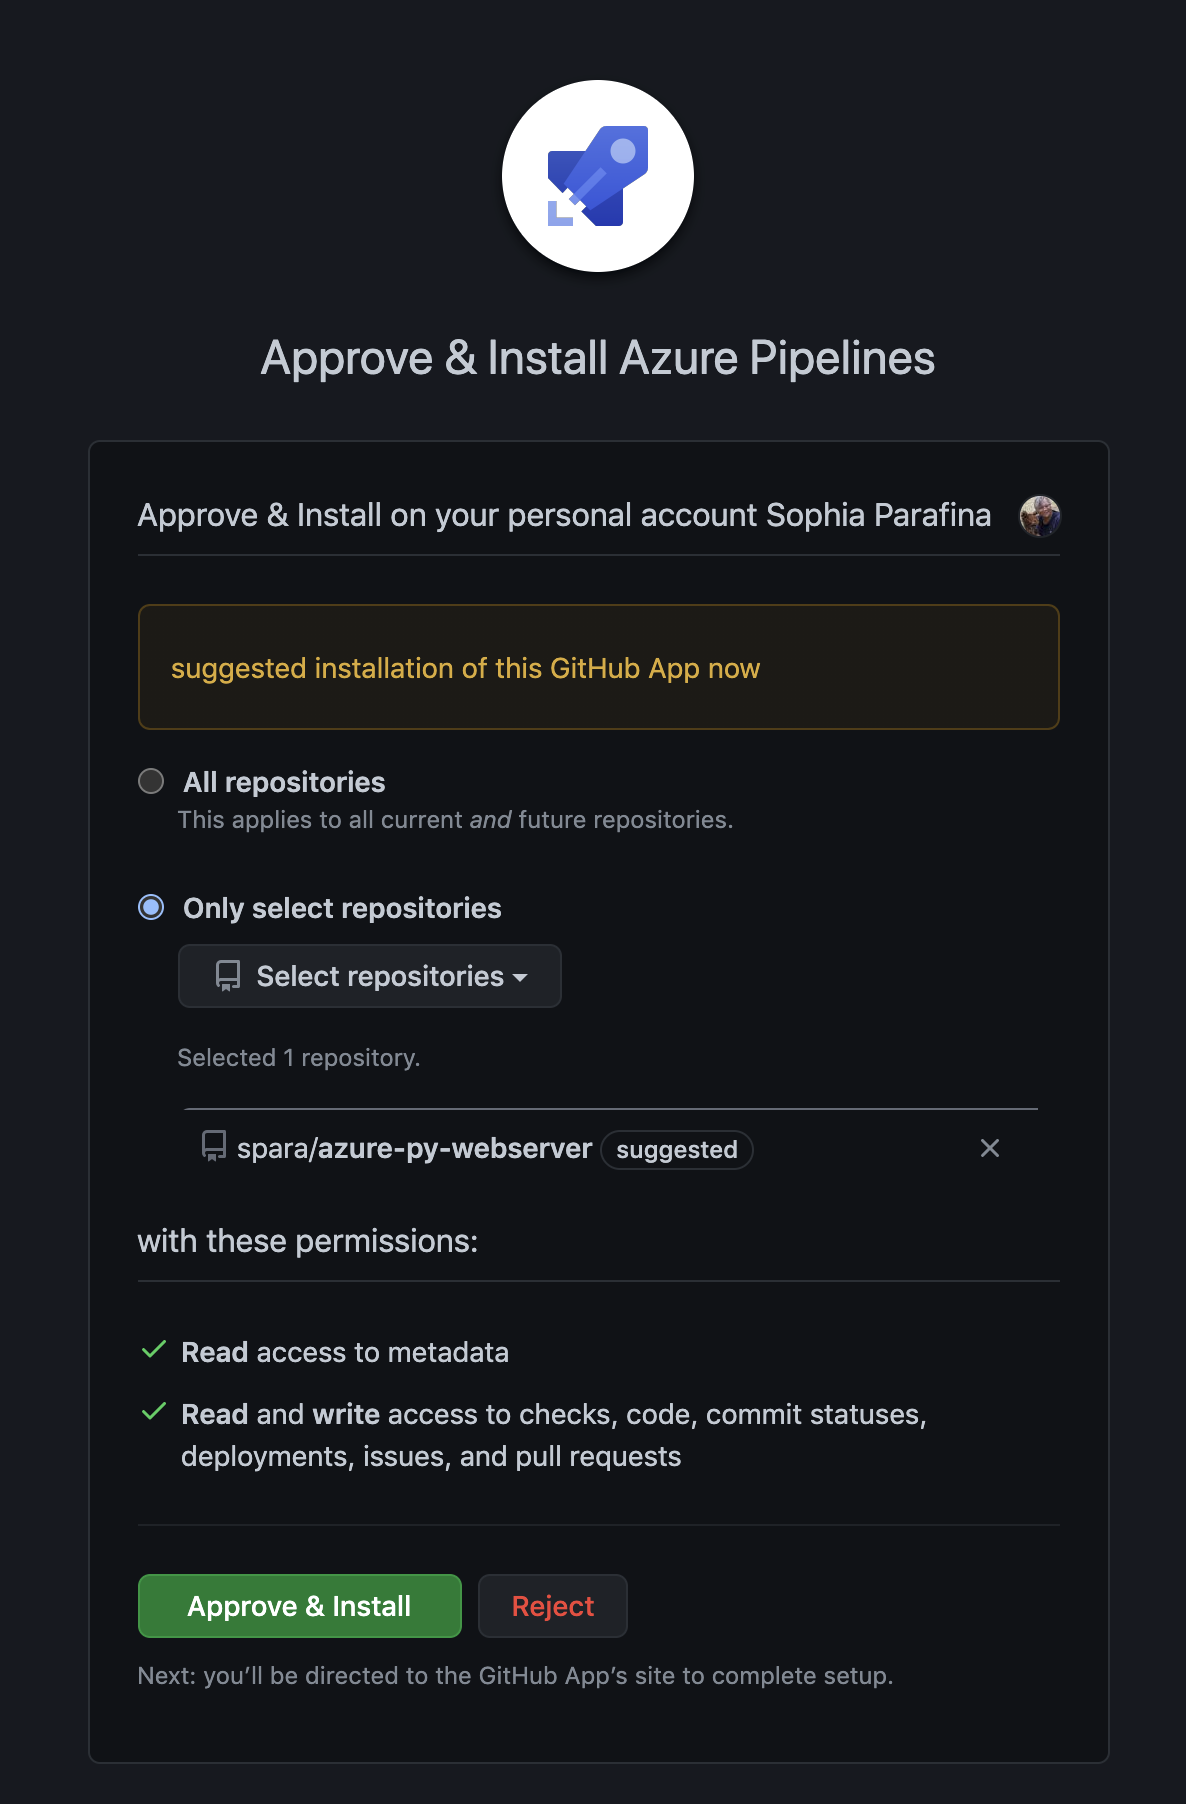 Approve & Install Azure Pipelines
Approve & Install on your personal account Sophia Parafina
suggested installation of this GitHub App now
All repositories
This applies to all current and future repositories.
Only select repositories
Select repositories
Selected 1 repository.
spara/azure-py-webserver suggested
with these permissions:
Read access to metadata
Read and write access to checks, code, commit statuses,
deployments, issues, and pull requests
Approve & Install Reject
Next: you’ll be directed to the GitHub App’s site to complete setup.